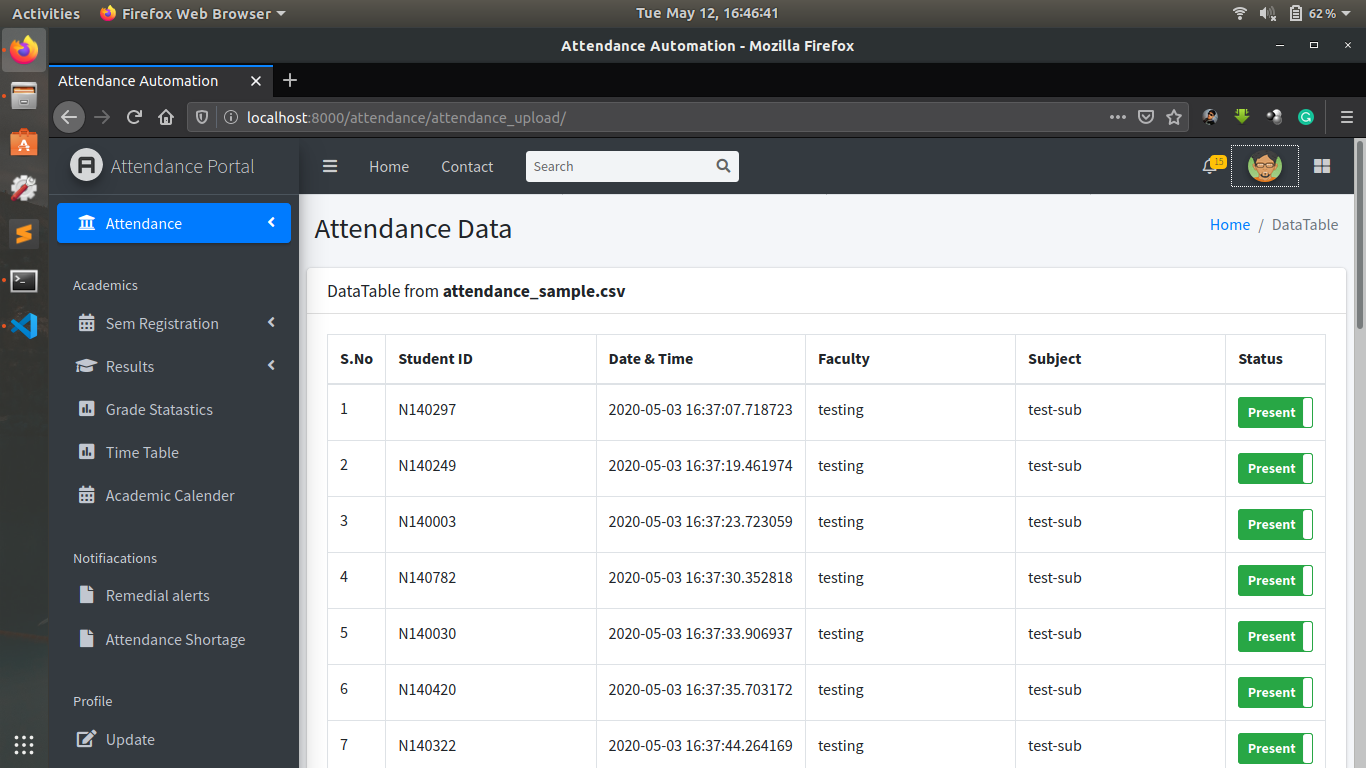 Activities Firefox Web Browser Tue May 12, 16:46:41 62%
Attendance Automation - Mozilla Firefox
Attendance Automation
localhost:8000/attendance/attendance_upload/
Attendance Portal Home Contact Search 15
Attendance
Academics
Sem Registration
Results
Grade Statastics
Time Table
Academic Calender
Notifiacations
Remedial alerts
Attendance Shortage
Profile
Update
Attendance Data Home / DataTable
DataTable from attendance_sample.csv
S.No Student ID Date & Time Faculty Subject Status
1 N140297 2020-05-03 16:37:07.718723 testing test-sub Present
2 N140249 2020-05-03 16:37:19.461974 testing test-sub Present
3 N140003 2020-05-03 16:37:23.723059 testing test-sub Present
4 N140782 2020-05-03 16:37:30.352818 testing test-sub Present
5 N140030 2020-05-03 16:37:33.906937 testing test-sub Present
6 N140420 2020-05-03 16:37:35.703172 testing test-sub Present
7 N140322 2020-05-03 16:37:44.264169 testing test-sub Present